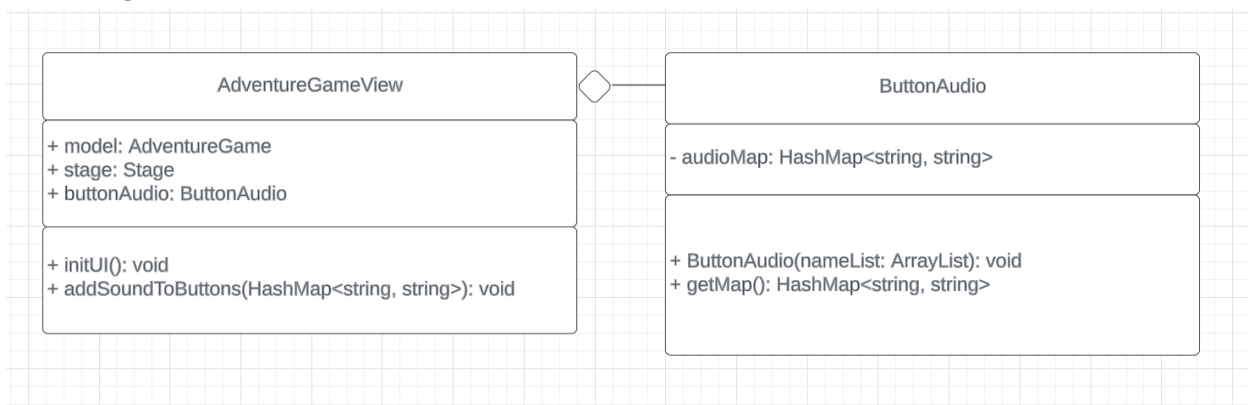 AdventureGameView
+ model: AdventureGame
+ stage: Stage
+ buttonAudio: ButtonAudio
+ initUI(): void
+ addSoundToButtons(HashMap<string, string>): void
ButtonAudio
- audioMap: HashMap<string, string>
+ ButtonAudio(nameList: ArrayList): void
+ getMap(): HashMap<string, string>